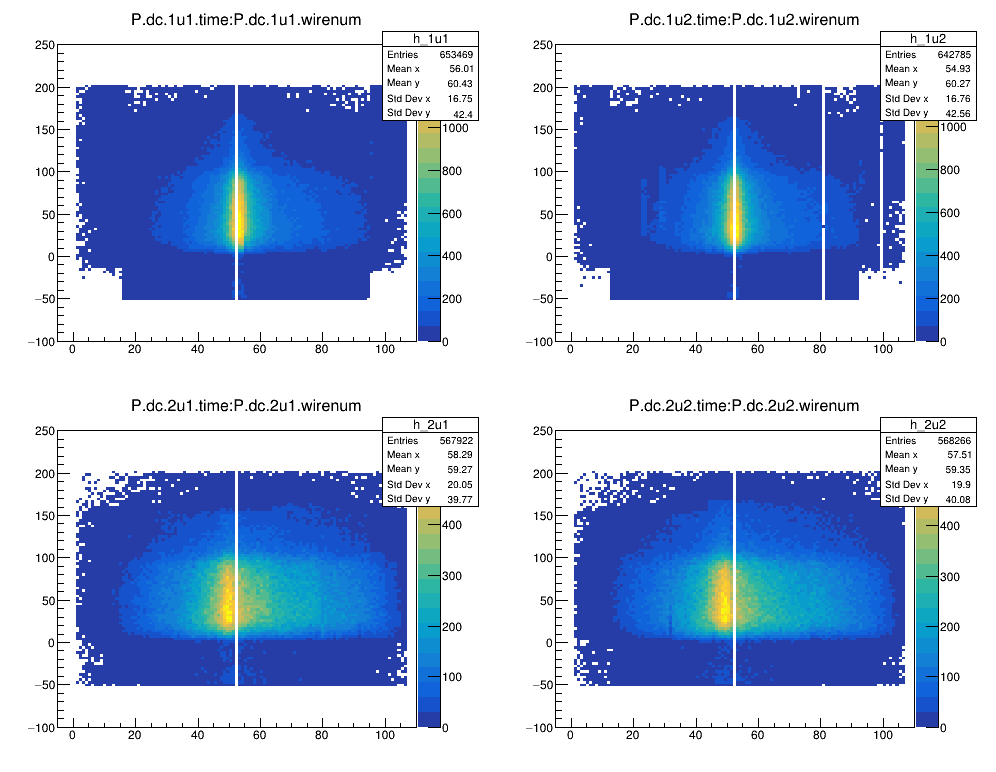 P.dc.1u1.time:P.dc.1u1.wirenum
h_1u1
Entries 653469
Mean x 56.01
Mean y 60.43
Std Dev x 16.75
Std Dev y 42.4
250
200
150
100
50
0
−50
−100
0 20 40 60 80 100
1000
800
600
400
200
0
P.dc.1u2.time:P.dc.1u2.wirenum
h_1u2
Entries 642785
Mean x 54.93
Mean y 60.27
Std Dev x 16.76
Std Dev y 42.56
250
200
150
100
50
0
−50
−100
0 20 40 60 80 100
1000
800
600
400
200
0
P.dc.2u1.time:P.dc.2u1.wirenum
h_2u1
Entries 567922
Mean x 58.29
Mean y 59.27
Std Dev x 20.05
Std Dev y 39.77
250
200
150
100
50
0
−50
−100
0 20 40 60 80 100
400
300
200
100
0
P.dc.2u2.time:P.dc.2u2.wirenum
h_2u2
Entries 568266
Mean x 57.51
Mean y 59.35
Std Dev x 19.9
Std Dev y 40.08
250
200
150
100
50
0
−50
−100
0 20 40 60 80 100
400
300
200
100
0